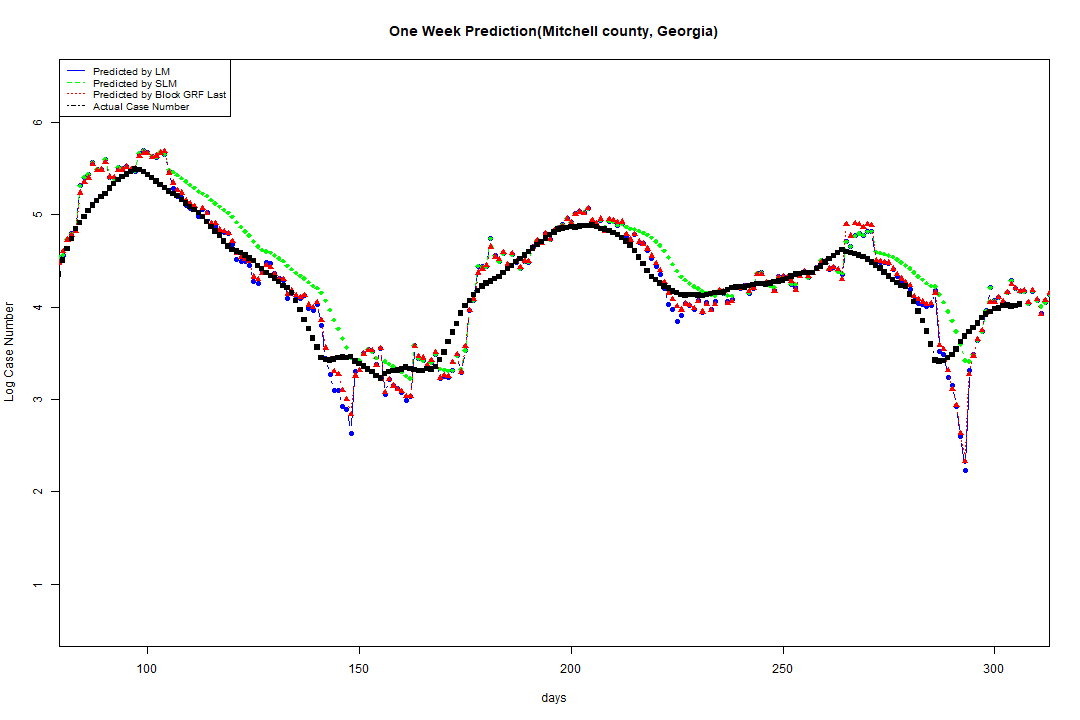 One Week Prediction(Mitchell county, Georgia)
Predicted by LM
Predicted by SLM
Predicted by Block GRF Last
Actual Case Number
6
5
4
3
2
1
Log Case Number
100 150 200 250 300
days